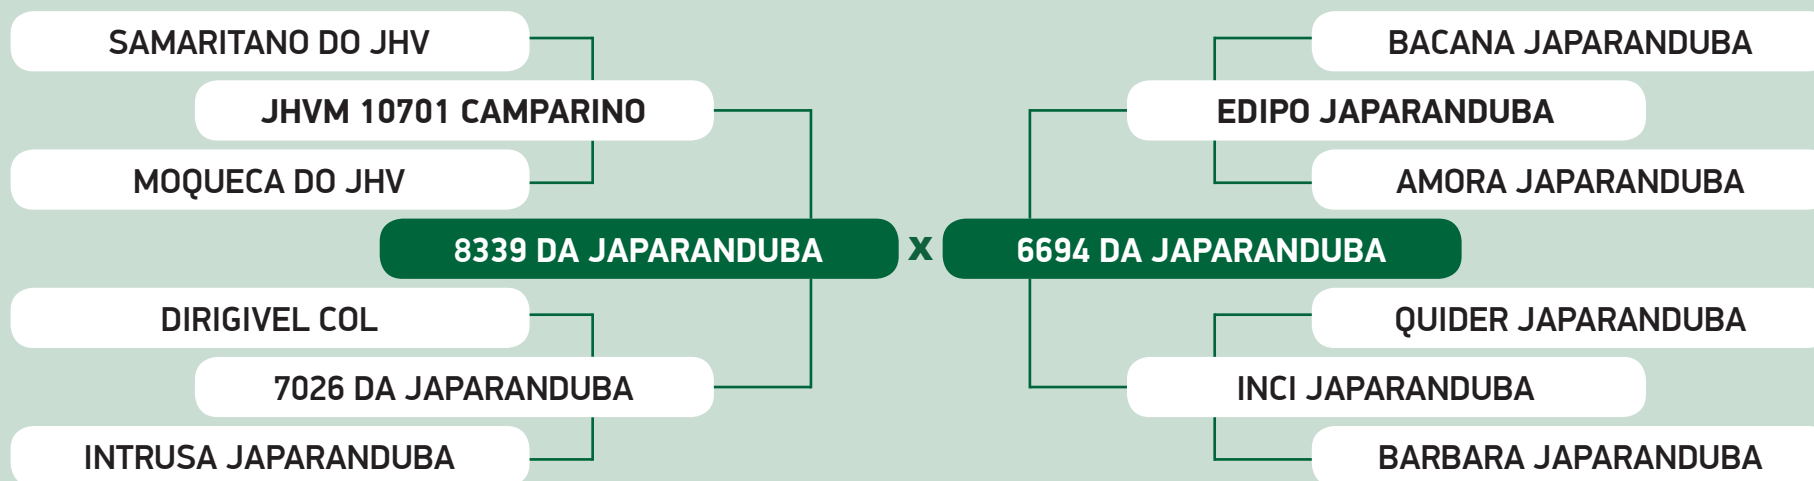 SAMARITANO DO JHV
BACANA JAPARANDUBA
JHVM 10701 CAMPARINO
EDIPO JAPARANDUBA
MOQUECA DO JHV
AMORA JAPARANDUBA
8339 DA JAPARANDUBA X 6694 DA JAPARANDUBA
DIRIGIVEL COL
QUIDER JAPARANDUBA
7026 DA JAPARANDUBA
INCI JAPARANDUBA
INTRUSA JAPARANDUBA
BARBARA JAPARANDUBA